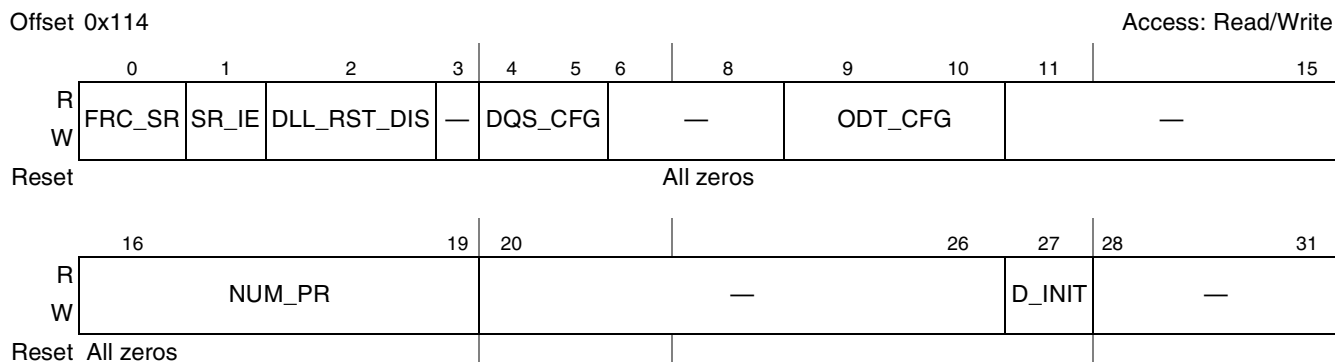 Offset 0x114 Access: Read/Write
0 1 2 3 4 5 6 8 9 10 11 15
R
W
FRC_SR SR_IE DLL_RST_DIS — DQS_CFG — ODT_CFG —
Reset All zeros
16 19 20 26 27 28 31
R
W
NUM_PR — D_INIT —
Reset All zeros